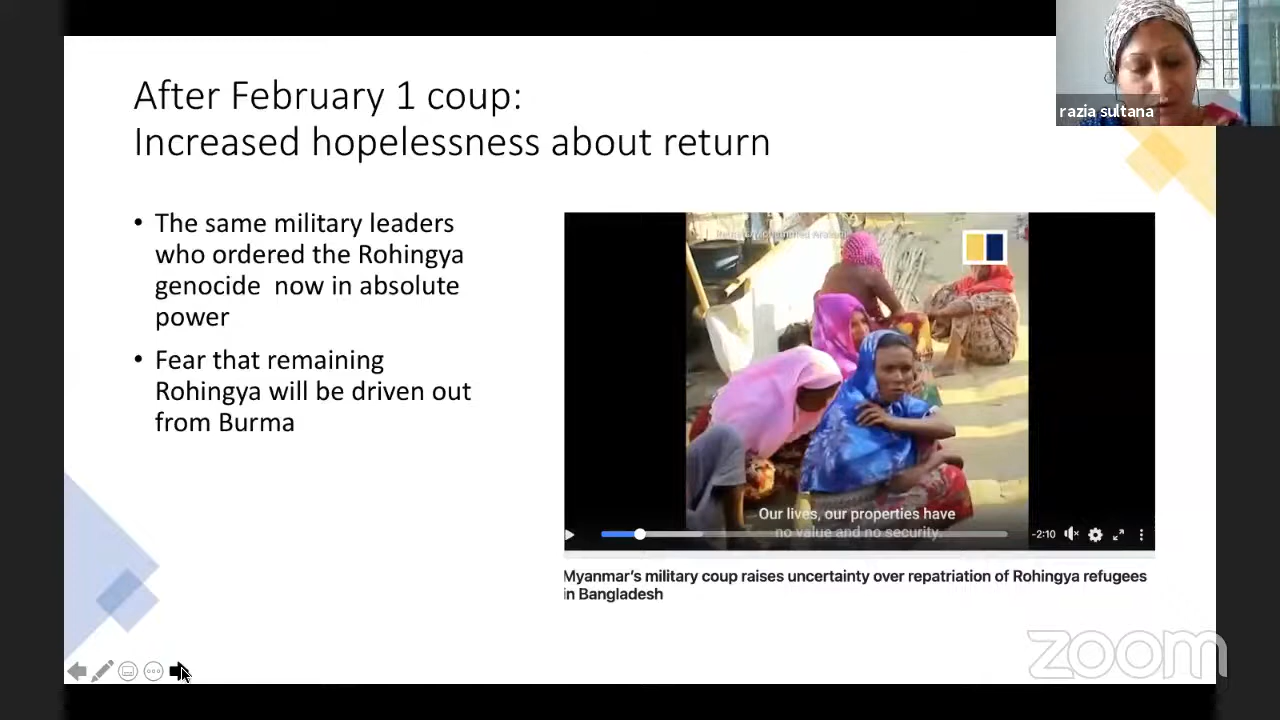 After February 1 coup:
Increased hopelessness about return
razia sultana
• The same military leaders
who ordered the Rohingya
genocide now in absolute
power
• Fear that remaining
Rohingya will be driven out
from Burma
Our lives, our properties have
no value and no security.
-2:10
Myanmar's military coup raises uncertainty over repatriation of Rohingya refugees
in Bangladesh
zoom